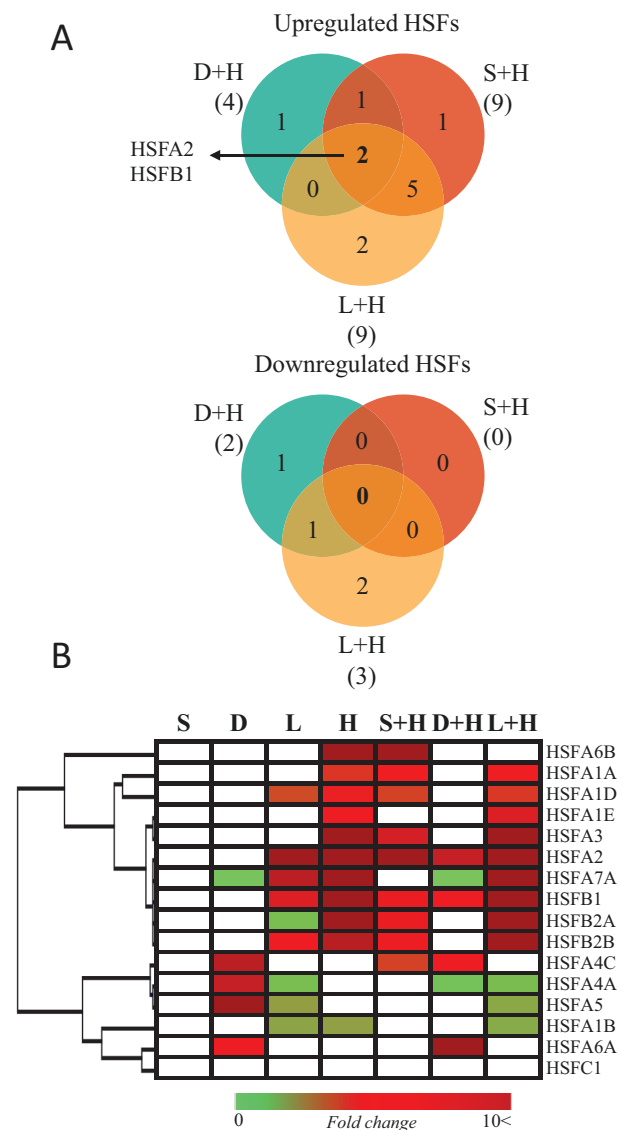 A
Upregulated HSFs
D+H
(4)
S+H
(9)
1
1
1
HSFA2
HSFB1
2
0
5
2
L+H
(9)
Downregulated HSFs
D+H
(2)
S+H
(0)
0
1
0
0
1
0
2
L+H
(3)
B
S D L H S+H D+H L+H
HSFA6B
HSFA1A
HSFA1D
HSFA1E
HSFA3
HSFA2
HSFA7A
HSFB1
HSFB2A
HSFB2B
HSFA4C
HSFA4A
HSFA5
HSFA1B
HSFA6A
HSFC1
0 Fold change 10<